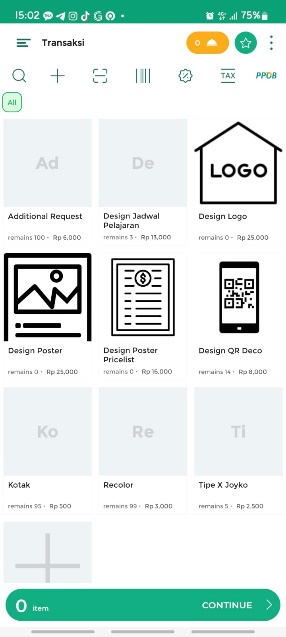 15:02 75%
Transaksi
0
TAX PPOB
All
Ad De LOGO
Additional Request
remains 100 - Rp 6,000
Design Jadwal
Pelajaran
remains 3 - Rp 13,000
Design Logo
remains 0 - Rp 25,000
Design Poster
remains 0 - Rp 25,000
Design Poster
Pricelist
remains 0 - Rp 16,000
Design QR Deco
remains 14 - Rp 8,000
Ko Re Ti
Kotak
remains 95 - Rp 500
Recolor
remains 99 - Rp 3,000
Tipe X Joyko
remains 5 - Rp 2,500
0 item CONTINUE